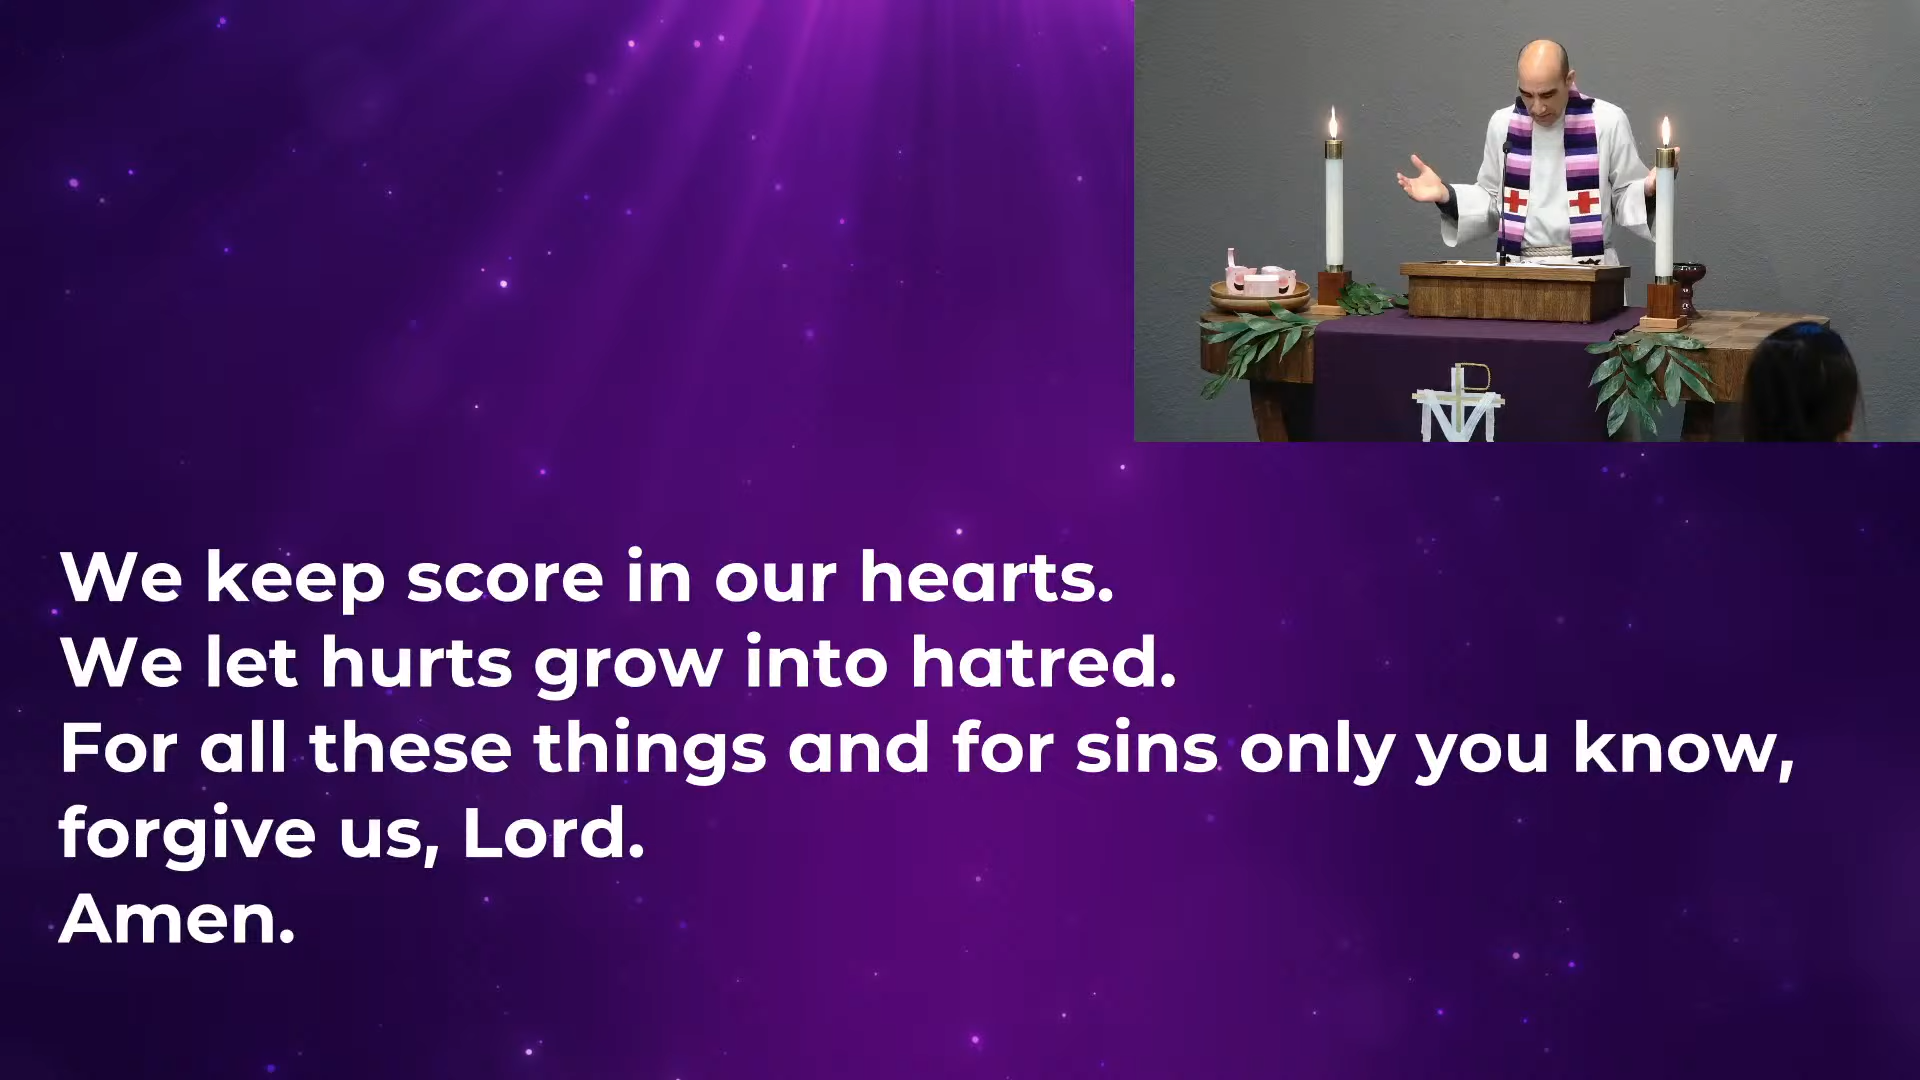 We keep score in our hearts.
We let hurts grow into hatred.
For all these things and for sins only you know,
forgive us, Lord.
Amen.